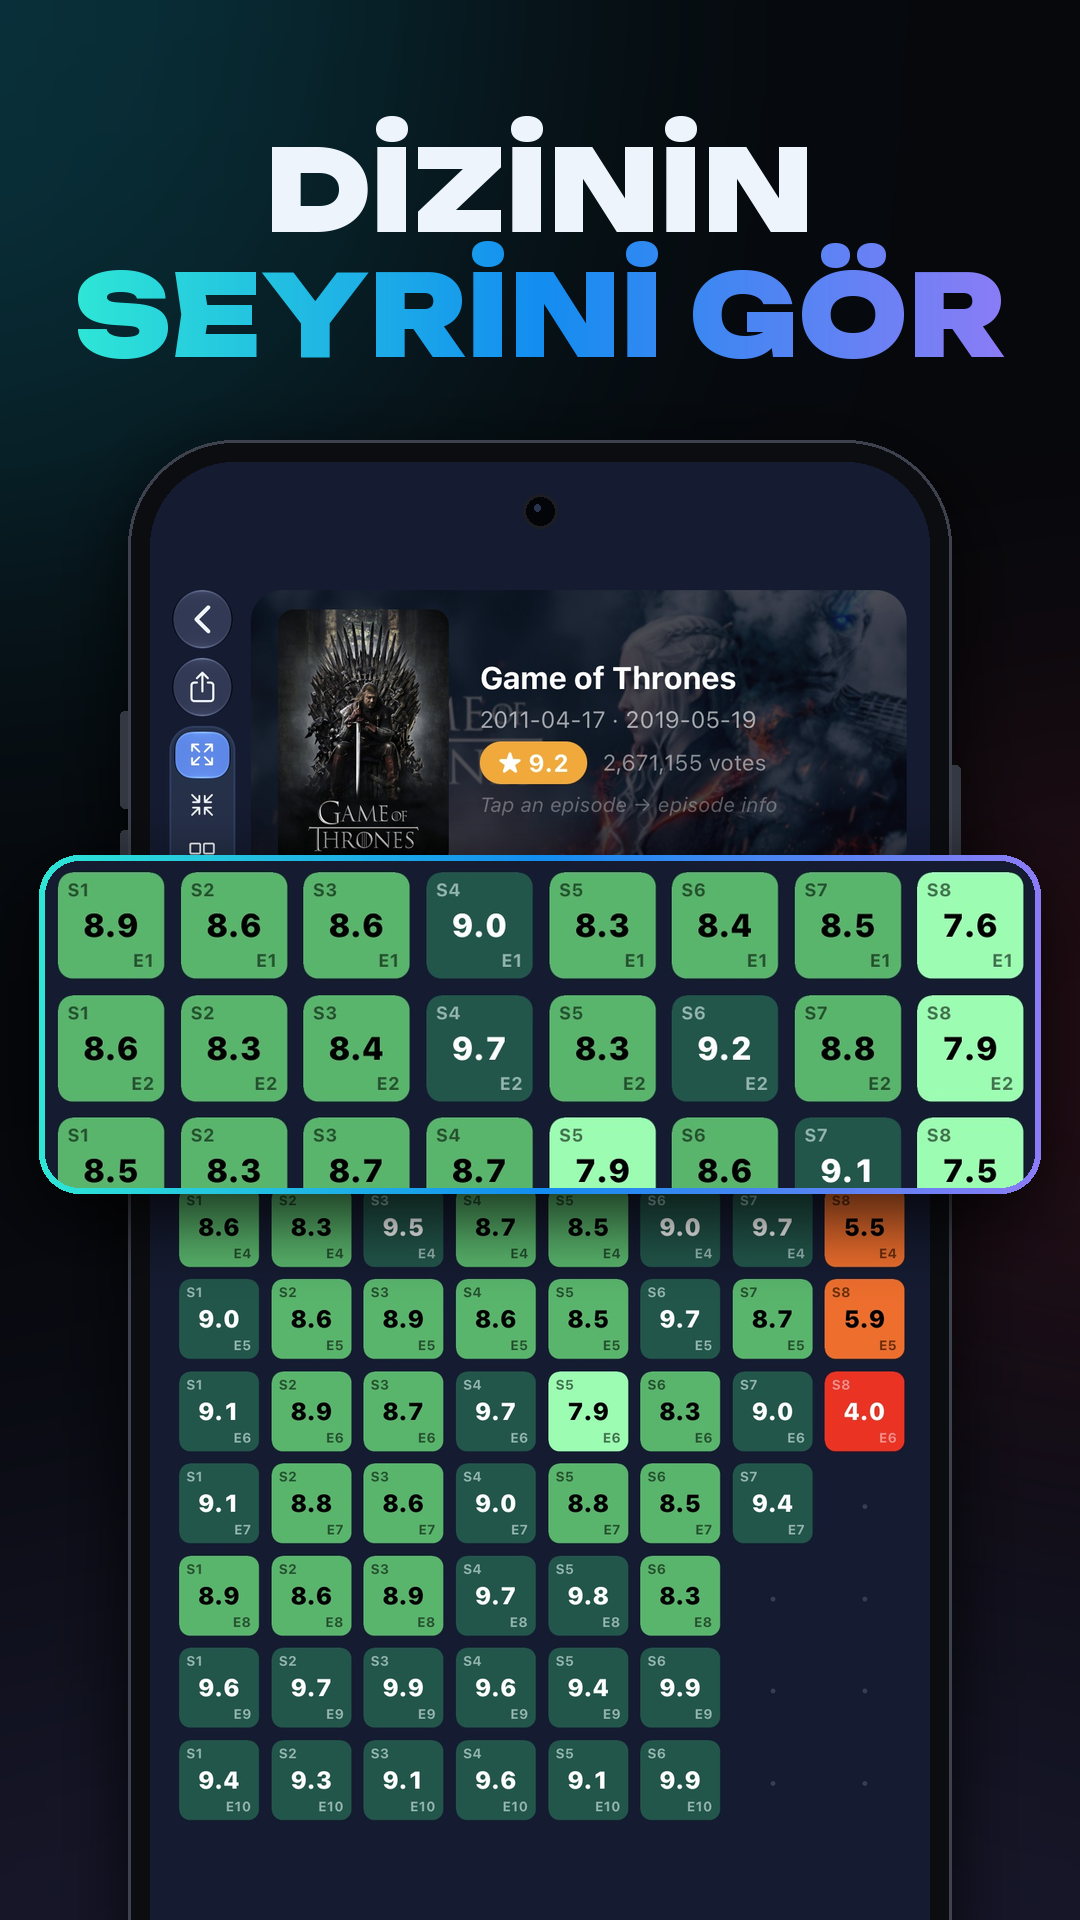 DİZİNİN
SEYRİNİ GÖR
Game of Thrones
2011-04-17 · 2019-05-19
★ 9.2 2,671,155 votes
Tap an episode → episode info
GAME OF
THRONES
S1 S2 S3 S4 S5 S6 S7 S8
8.9 8.6 8.6 9.0 8.3 8.4 8.5 7.6
E1 E1 E1 E1 E1 E1 E1 E1
S1 S2 S3 S4 S5 S6 S7 S8
8.6 8.3 8.4 9.7 8.3 9.2 8.8 7.9
E2 E2 E2 E2 E2 E2 E2 E2
S1 S2 S3 S4 S5 S6 S7 S8
8.5 8.3 8.7 8.7 7.9 8.6 9.1 7.5
S1 S2 S3 S4 S5 S6 S7 S8
8.6 8.3 9.5 8.7 8.5 9.0 9.7 5.5
E4 E4 E4 E4 E4 E4 E4 E4
S1 S2 S3 S4 S5 S6 S7 S8
9.0 8.6 8.9 8.6 8.5 9.7 8.7 5.9
E5 E5 E5 E5 E5 E5 E5 E5
S1 S2 S3 S4 S5 S6 S7 S8
9.1 8.9 8.7 9.7 7.9 8.3 9.0 4.0
E6 E6 E6 E6 E6 E6 E6 E6
S1 S2 S3 S4 S5 S6 S7
9.1 8.8 8.6 9.0 8.8 8.5 9.4
E7 E7 E7 E7 E7 E7 E7
S1 S2 S3 S4 S5 S6
8.9 8.6 8.9 9.7 9.8 8.3
E8 E8 E8 E8 E8 E8
S1 S2 S3 S4 S5 S6
9.6 9.7 9.9 9.6 9.4 9.9
E9 E9 E9 E9 E9 E9
S1 S2 S3 S4 S5 S6
9.4 9.3 9.1 9.6 9.1 9.9
E10 E10 E10 E10 E10 E10